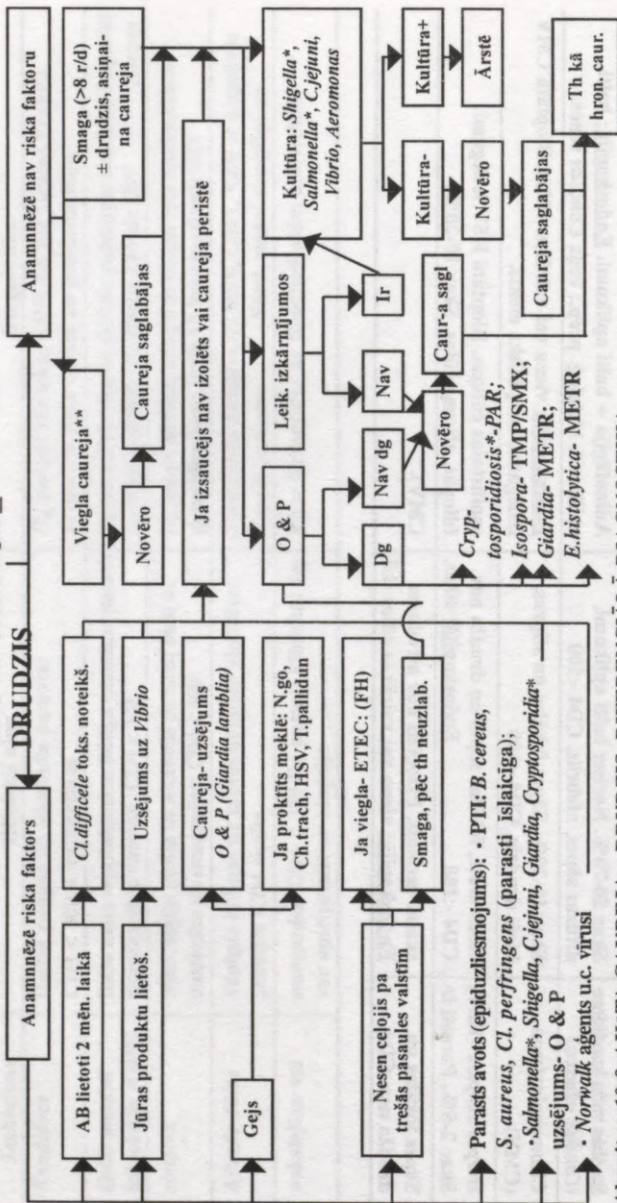 DRUDZIS
Anamnnēzē riska faktors
Anamnnēzē nav riska faktoru
AB lietoti 2 mēn. laikā
Cl.difficele toks. noteikš.
Jūras produktu lietoš.
Uzsējums uz Vibrio
Gejs
Caureja- uzsējums
O & P (Giardia lamblia)
Ja proktīts meklē: N.go,
Ch.trach, HSV, T.pallidun
Nesen ceļojis pa
trešās pasaules valstīm
Ja viegla- ETEC: (FH)
Smaga, pēc th neuzlab.
Parasts avots (epiduzliesmojums): • PTI: B. cereus,
S. aureus, Cl. perfringens (parasti īslaicīga);
•Salmonella*, Shigella, C.jejuni, Giardia, Cryptosporidia*
uzsējums- O & P
• Norwalk aģents u.c. vīrusi
Viegla caureja**
Smaga (>8 r/d)
± drudzis, asiņai-
na caureja
Novēro
Caureja saglabājas
Ja izsaucējs nav izolēts vai caureja peristē
O & P
Leik. izkārnījumos
Kultūra: Shigella*,
Salmonella*, C.jejuni,
Vibrio, Aeromonas
Dg
Nav dg
Nav
Ir
Kultūra-
Kultūra+
Novēro
Caur-a sagl
Novēro
Ārstē
Caureja saglabājas
Th kā
hron. caur.
Cryp-
tosporidiosis*-PAR;
Isospora- TMP/SMX;
Giardia- METR;
E.histolytica- METR